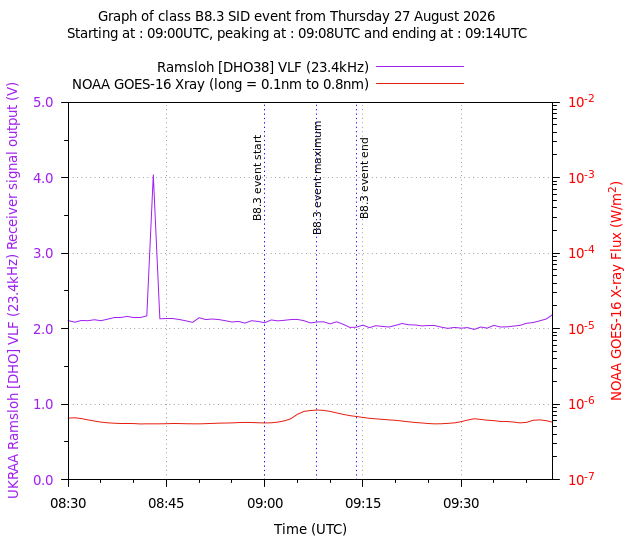 Graph of class B8.3 SID event from Thursday 27 August 2026
Starting at : 09:00UTC, peaking at : 09:08UTC and ending at : 09:14UTC
Ramsloh [DHO38] VLF (23.4kHz)
NOAA GOES-16 Xray (long = 0.1nm to 0.8nm)
UKRAA Ramsloh [DHO] VLF (23.4kHz) Receiver signal output (V)
5.0
4.0
3.0
2.0
1.0
0.0
B8.3 event start
B8.3 event maximum
B8.3 event end
10-2
10-3
10-4
10-5
10-6
10-7
NOAA GOES-16 X-ray Flux (W/m2)
08:30
08:45
09:00
09:15
09:30
Time (UTC)